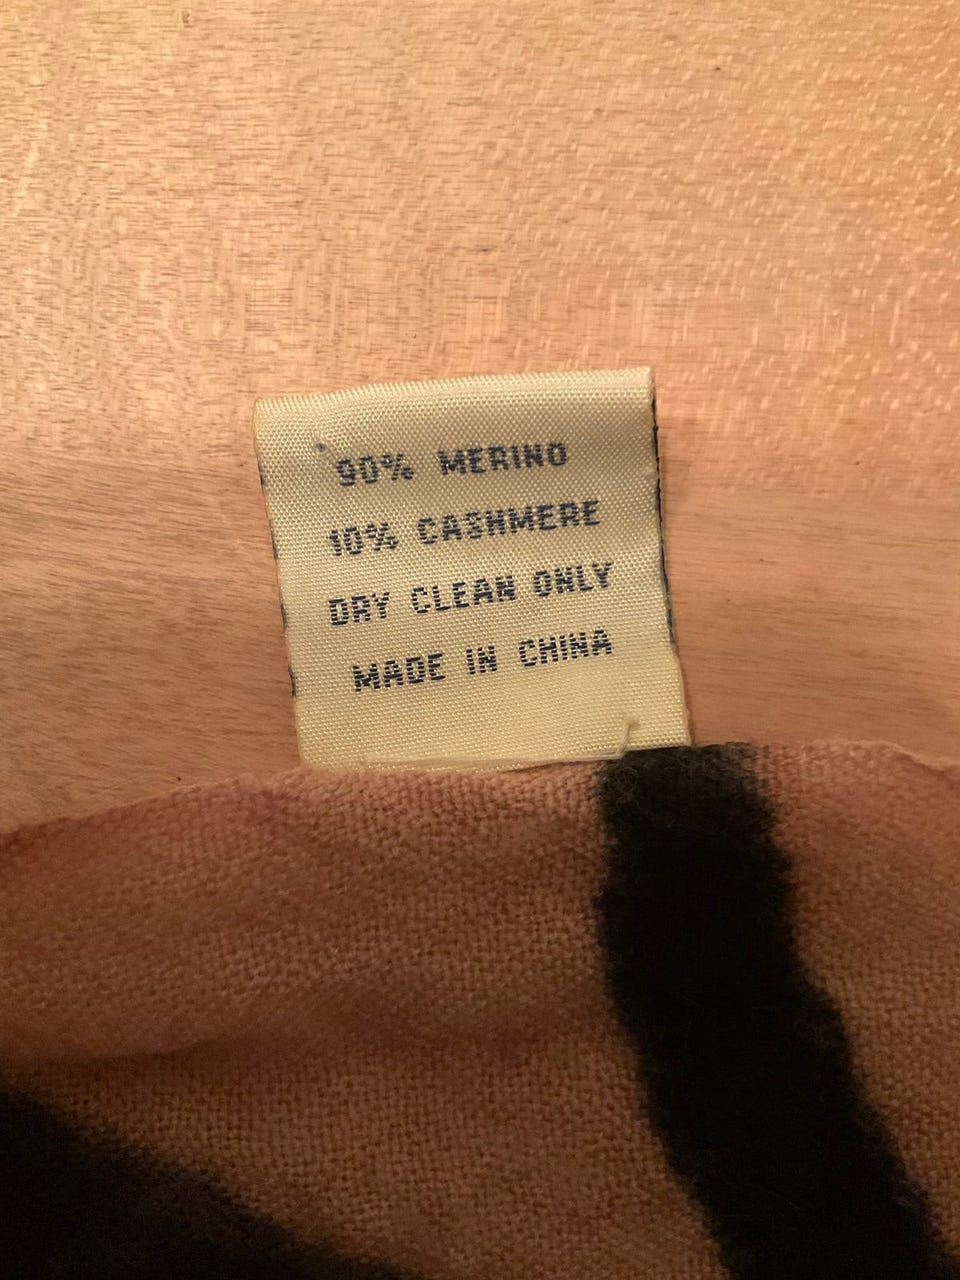 90% MERINO
10% CASHMERE
DRY CLEAN ONLY
MADE IN CHINA